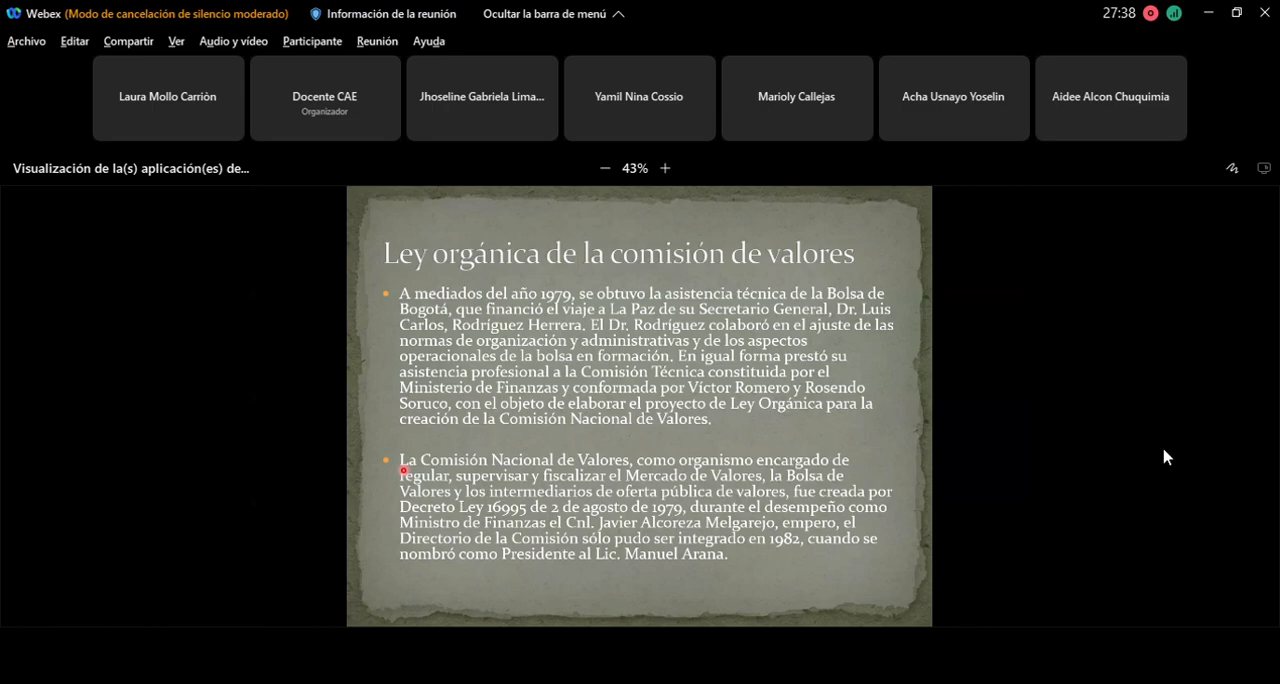 Webex (Modo de cancelación de silencio moderado) Información de la reunión Ocultar la barra de menú 27:38
Archivo Editar Compartir Ver Audio y vídeo Participante Reunión Ayuda
Laura Mollo Carriòn
Docente CAE
Organizador
Jhoseline Gabriela Lima...
Yamil Nina Cossio
Marioly Callejas
Acha Usnayo Yoselin
Aidee Alcon Chuquimia
Visualización de la(s) aplicación(es) de...
— 43% +
Ley orgánica de la comisión de valores
A mediados del año 1979, se obtuvo la asistencia técnica de la Bolsa de
Bogotá, que financió el viaje a La Paz de su Secretario General, Dr. Luis
Carlos, Rodríguez Herrera. El Dr. Rodríguez colaboró en el ajuste de las
normas de organización y administrativas y de los aspectos
operacionales de la bolsa en formación. En igual forma prestó su
asistencia profesional a la Comisión Técnica constituida por el
Ministerio de Finanzas y conformada por Víctor Romero y Rosendo
Soruco, con el objeto de elaborar el proyecto de Ley Orgánica para la
creación de la Comisión Nacional de Valores.
La Comisión Nacional de Valores, como organismo encargado de
regular, supervisar y fiscalizar el Mercado de Valores, la Bolsa de
Valores y los intermediarios de oferta pública de valores, fue creada por
Decreto Ley 16995 de 2 de agosto de 1979, durante el desempeño como
Ministro de Finanzas el Cnl. Javier Alcoreza Melgarejo, empero, el
Directorio de la Comisión sólo pudo ser integrado en 1982, cuando se
nombró como Presidente al Lic. Manuel Arana.